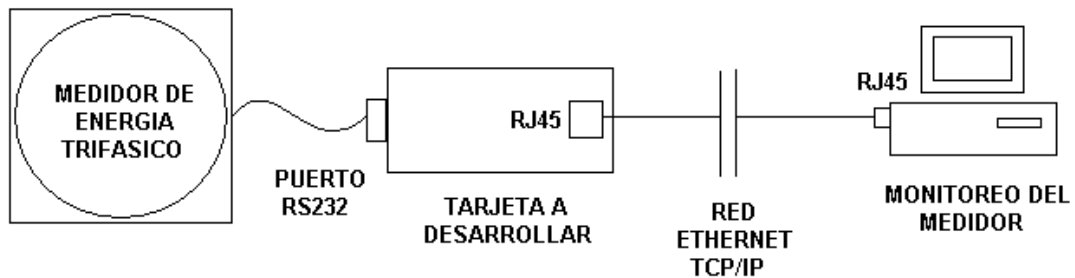 MEDIDOR DE
ENERGIA
TRIFASICO
PUERTO
RS232
RJ45
TARJETA A
DESARROLLAR
RED
ETHERNET
TCP/IP
RJ45
MONITOREO DEL
MEDIDOR